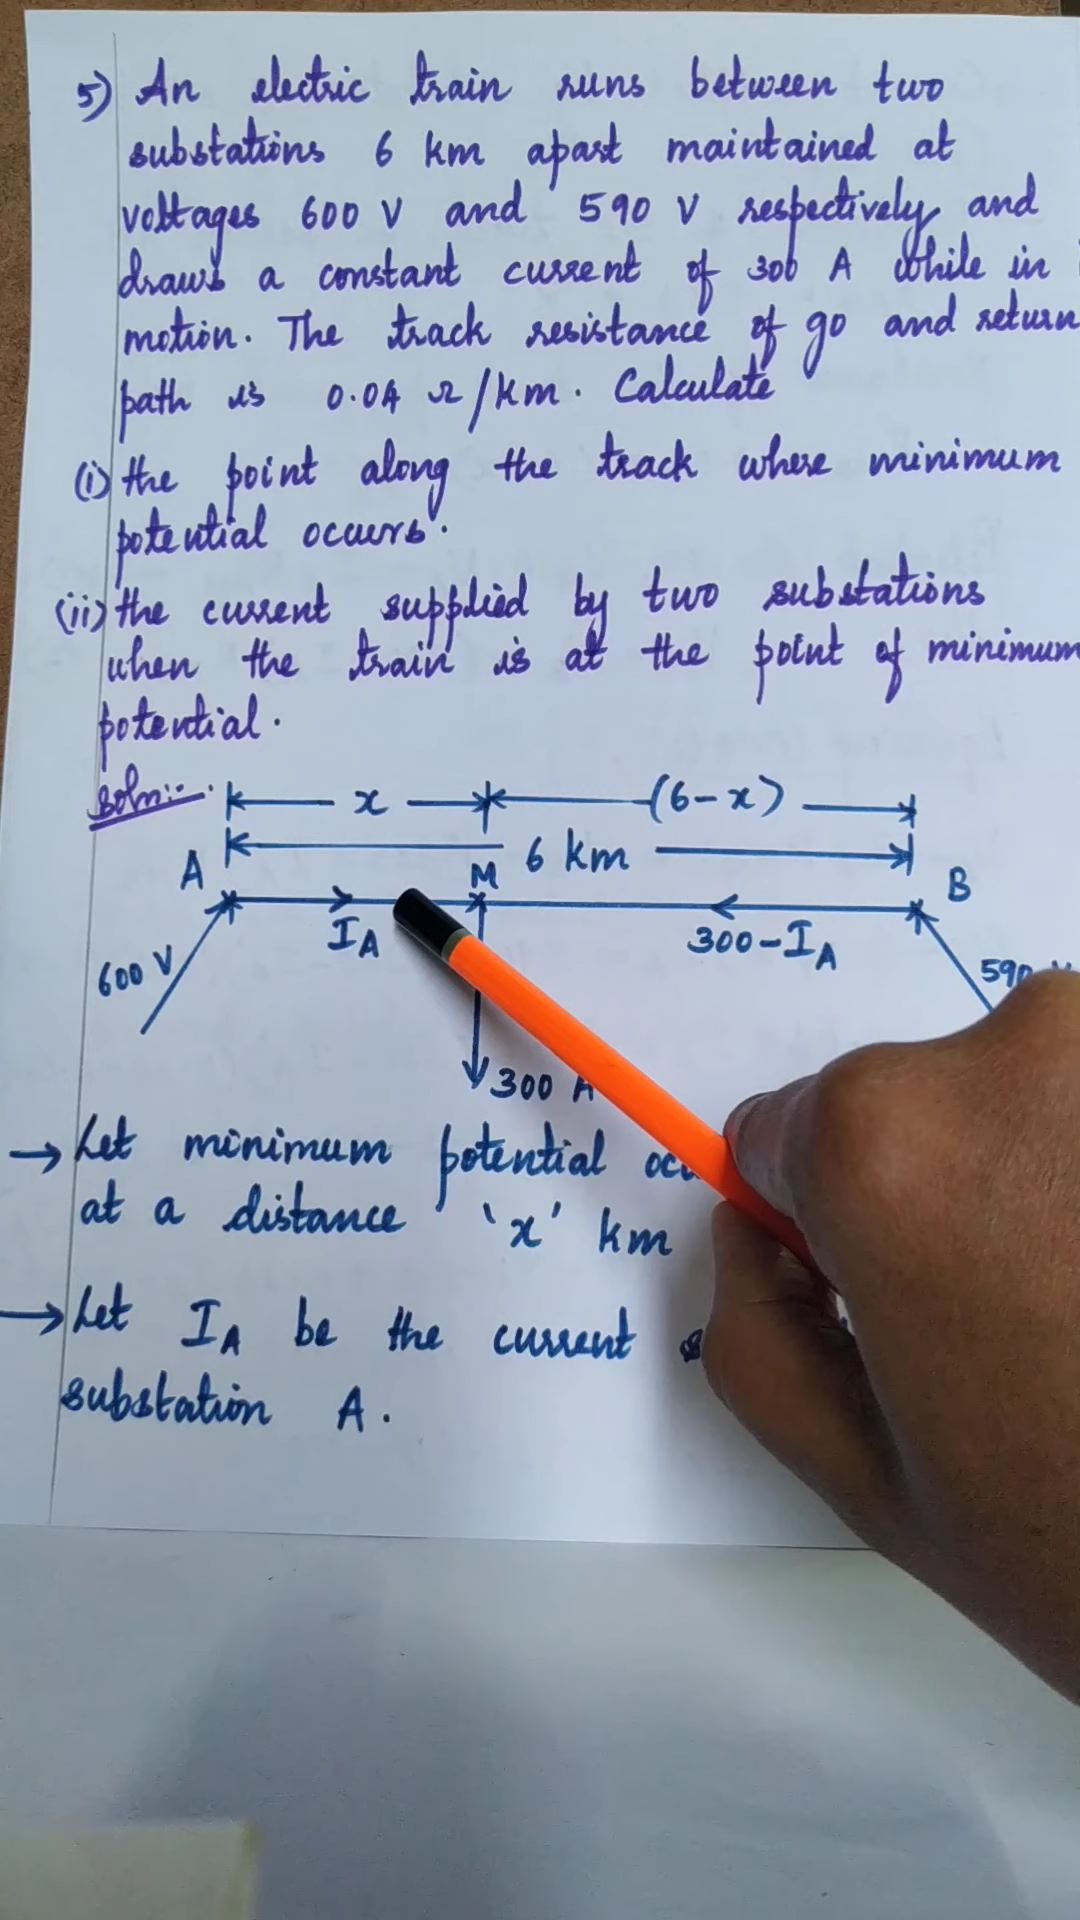 5) An electric train runs between two
substations 6 km apart maintained at
voltages 600 V and 590 V respectively and
draws a constant current of 300 A while in
motion. The track resistance of go and return
path is 0.04 Ω/km. Calculate
(i) the point along the track where minimum
potential occurs.
(ii) the current supplied by two substations
when the train is at the point of minimum
potential.
Soln:-
x (6-x)
6 km
A M B
I_A 300-I_A
600 V 590
300 A
→ Let minimum potential
at a distance 'x' km
→ Let I_A be the current
substation A.